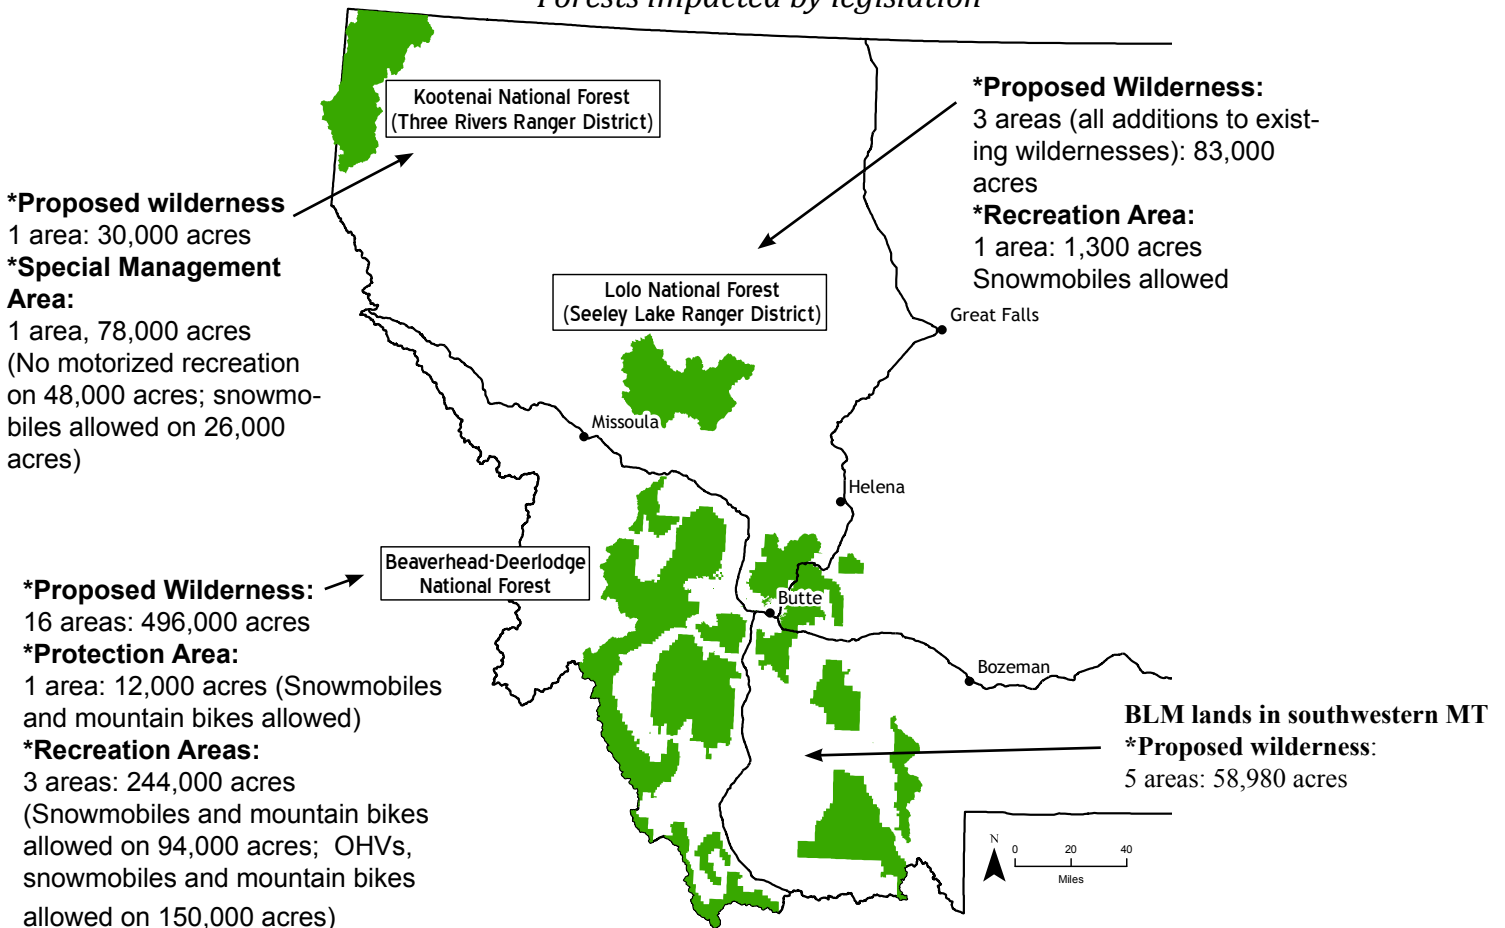 Forests impacted by legislation
Kootenai National Forest
(Three Rivers Ranger District)
*Proposed Wilderness:
3 areas (all additions to exist-
ing wildernesses): 83,000
acres
*Recreation Area:
1 area: 1,300 acres
Snowmobiles allowed
*Proposed wilderness
1 area: 30,000 acres
*Special Management
Area:
1 area, 78,000 acres
(No motorized recreation
on 48,000 acres; snowmo-
biles allowed on 26,000
acres)
Lolo National Forest
(Seeley Lake Ranger District)
Great Falls
Missoula
Helena
Beaverhead-Deerlodge
National Forest
*Proposed Wilderness:
16 areas: 496,000 acres
*Protection Area:
1 area: 12,000 acres (Snowmobiles
and mountain bikes allowed)
*Recreation Areas:
3 areas: 244,000 acres
(Snowmobiles and mountain bikes
allowed on 94,000 acres;  OHVs,
snowmobiles and mountain bikes
allowed on 150,000 acres)
Butte
Bozeman
BLM lands in southwestern MT
*Proposed wilderness:
5 areas: 58,980 acres
N
0 20 40
Miles